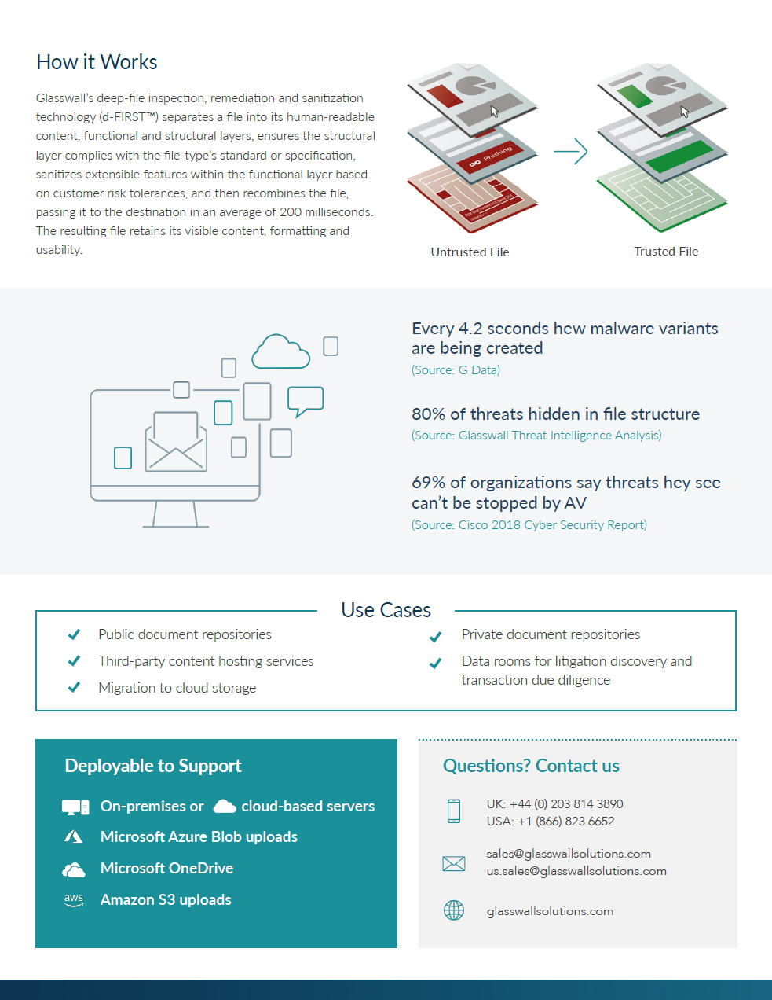 How it Works
Glasswall's deep-file inspection, remediation and sanitization
technology (d-FIRST™) separates a file into its human-readable
content, functional and structural layers, ensures the structural
layer complies with the file-type's standard or specification,
sanitizes extensible features within the functional layer based
on customer risk tolerances, and then recombines the file,
passing it to the destination in an average of 200 milliseconds.
The resulting file retains its visible content, formatting and
usability.
Phishing
Untrusted File
Trusted File
Every 4.2 seconds hew malware variants
are being created
(Source: G Data)
80% of threats hidden in file structure
(Source: Glasswall Threat Intelligence Analysis)
69% of organizations say threats hey see
can't be stopped by AV
(Source: Cisco 2018 Cyber Security Report)
Use Cases
Public document repositories
Third-party content hosting services
Migration to cloud storage
Private document repositories
Data rooms for litigation discovery and
transaction due diligence
Deployable to Support
On-premises or cloud-based servers
Microsoft Azure Blob uploads
Microsoft OneDrive
aws
Amazon S3 uploads
Questions? Contact us
UK: +44 (0) 203 814 3890
USA: +1 (866) 823 6652
sales@glasswallsolutions.com
us.sales@glasswallsolutions.com
glasswallsolutions.com